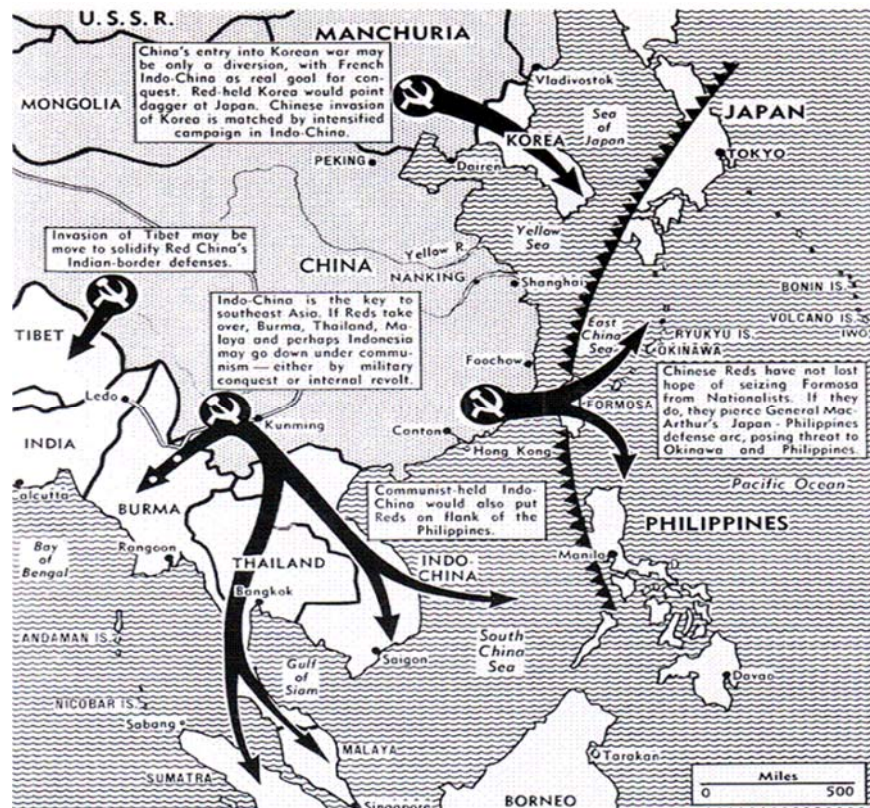 U.S.S.R.
MANCHURIA
China's entry into Korean war may
be only a diversion, with French
Indo-China as real goal for con-
quest. Red-held Korea would point
dagger at Japan. Chinese invasion
of Korea is matched by intensified
campaign in Indo-China.
MONGOLIA
Vladivostok
Sea
of
Japan
JAPAN
KOREA
TOKYO
PEKING
Dairen
Invasion of Tibet may be
move to solidify Red China's
Indian-border defenses.
Yellow
Sea
Yellow R.
CHINA
NANKING
Shanghai
Indo-China is the key to
southeast Asia. If Reds take
over, Burma, Thailand, Ma-
laya and perhaps Indonesia
may go down under commu-
nism — either by military
conquest or internal revolt.
BONIN IS.
VOLCANO IS.
IWO
TIBET
East
China
Sea
RYUKYU IS.
OKINAWA
Foochow
Chinese Reds have not lost
hope of seizing Formosa
from Nationalists. If they
do, they pierce General Mac-
Arthur's Japan - Philippines
defense arc, posing threat to
Okinawa and Philippines.
Ledo
Kunming
FORMOSA
Canton
Hong Kong
INDIA
Calcutta
BURMA
Communist-held Indo-
China would also put
Reds on flank of the
Philippines.
Pacific Ocean
PHILIPPINES
Bay
of
Bengal
Rangoon
THAILAND
Bangkok
INDO-
CHINA
Manila
ANDAMAN IS.
South
China
Sea
Gulf
of
Siam
Saigon
NICOBAR IS.
Davao
Sabang
MALAYA
Tarakan
SUMATRA
Singapore
BORNEO
Miles
0 500